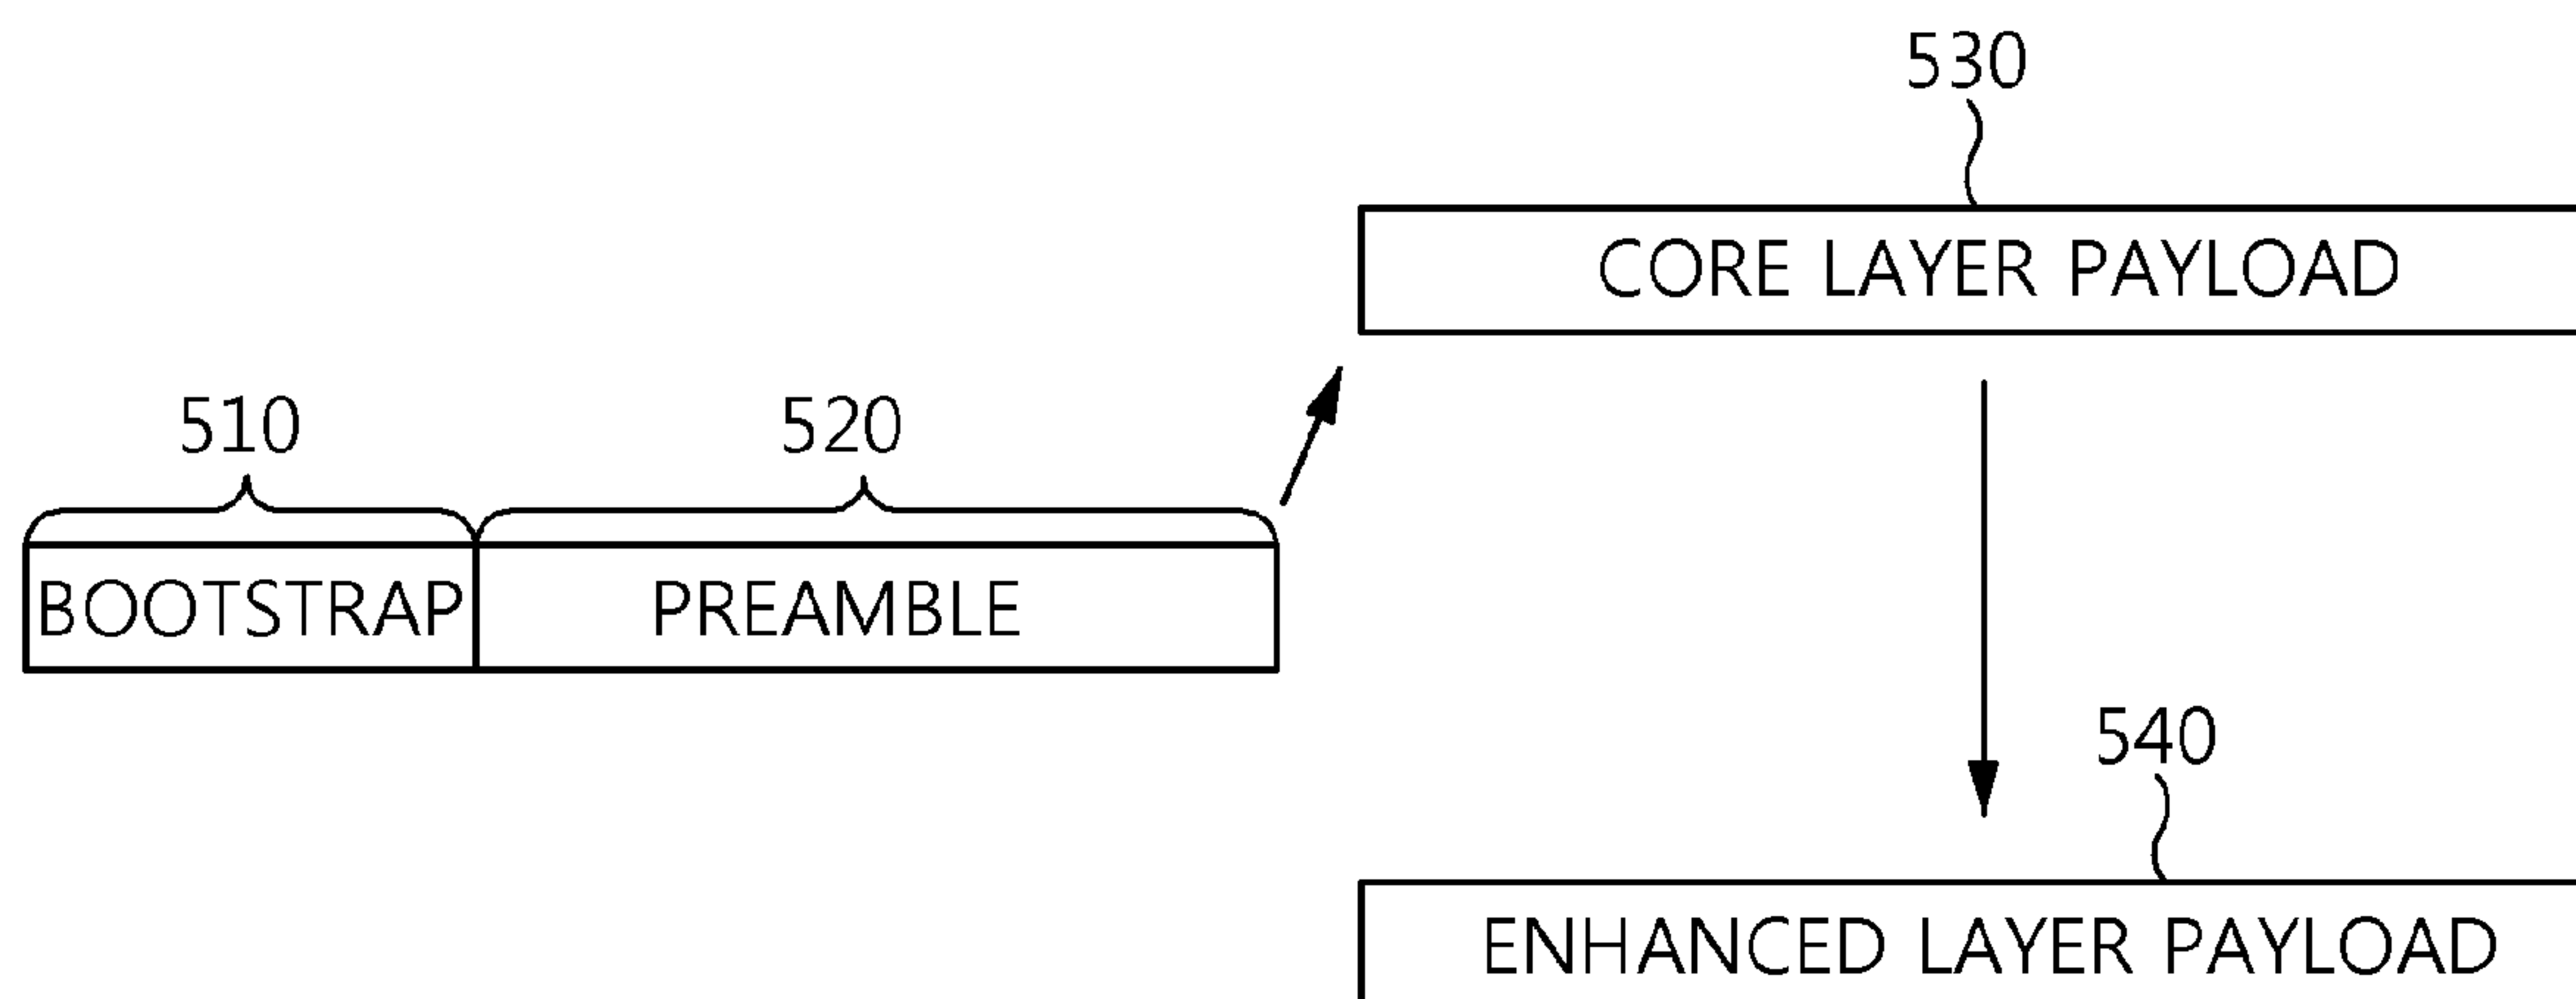 530
CORE LAYER PAYLOAD
510 520
BOOTSTRAP PREAMBLE
540
ENHANCED LAYER PAYLOAD